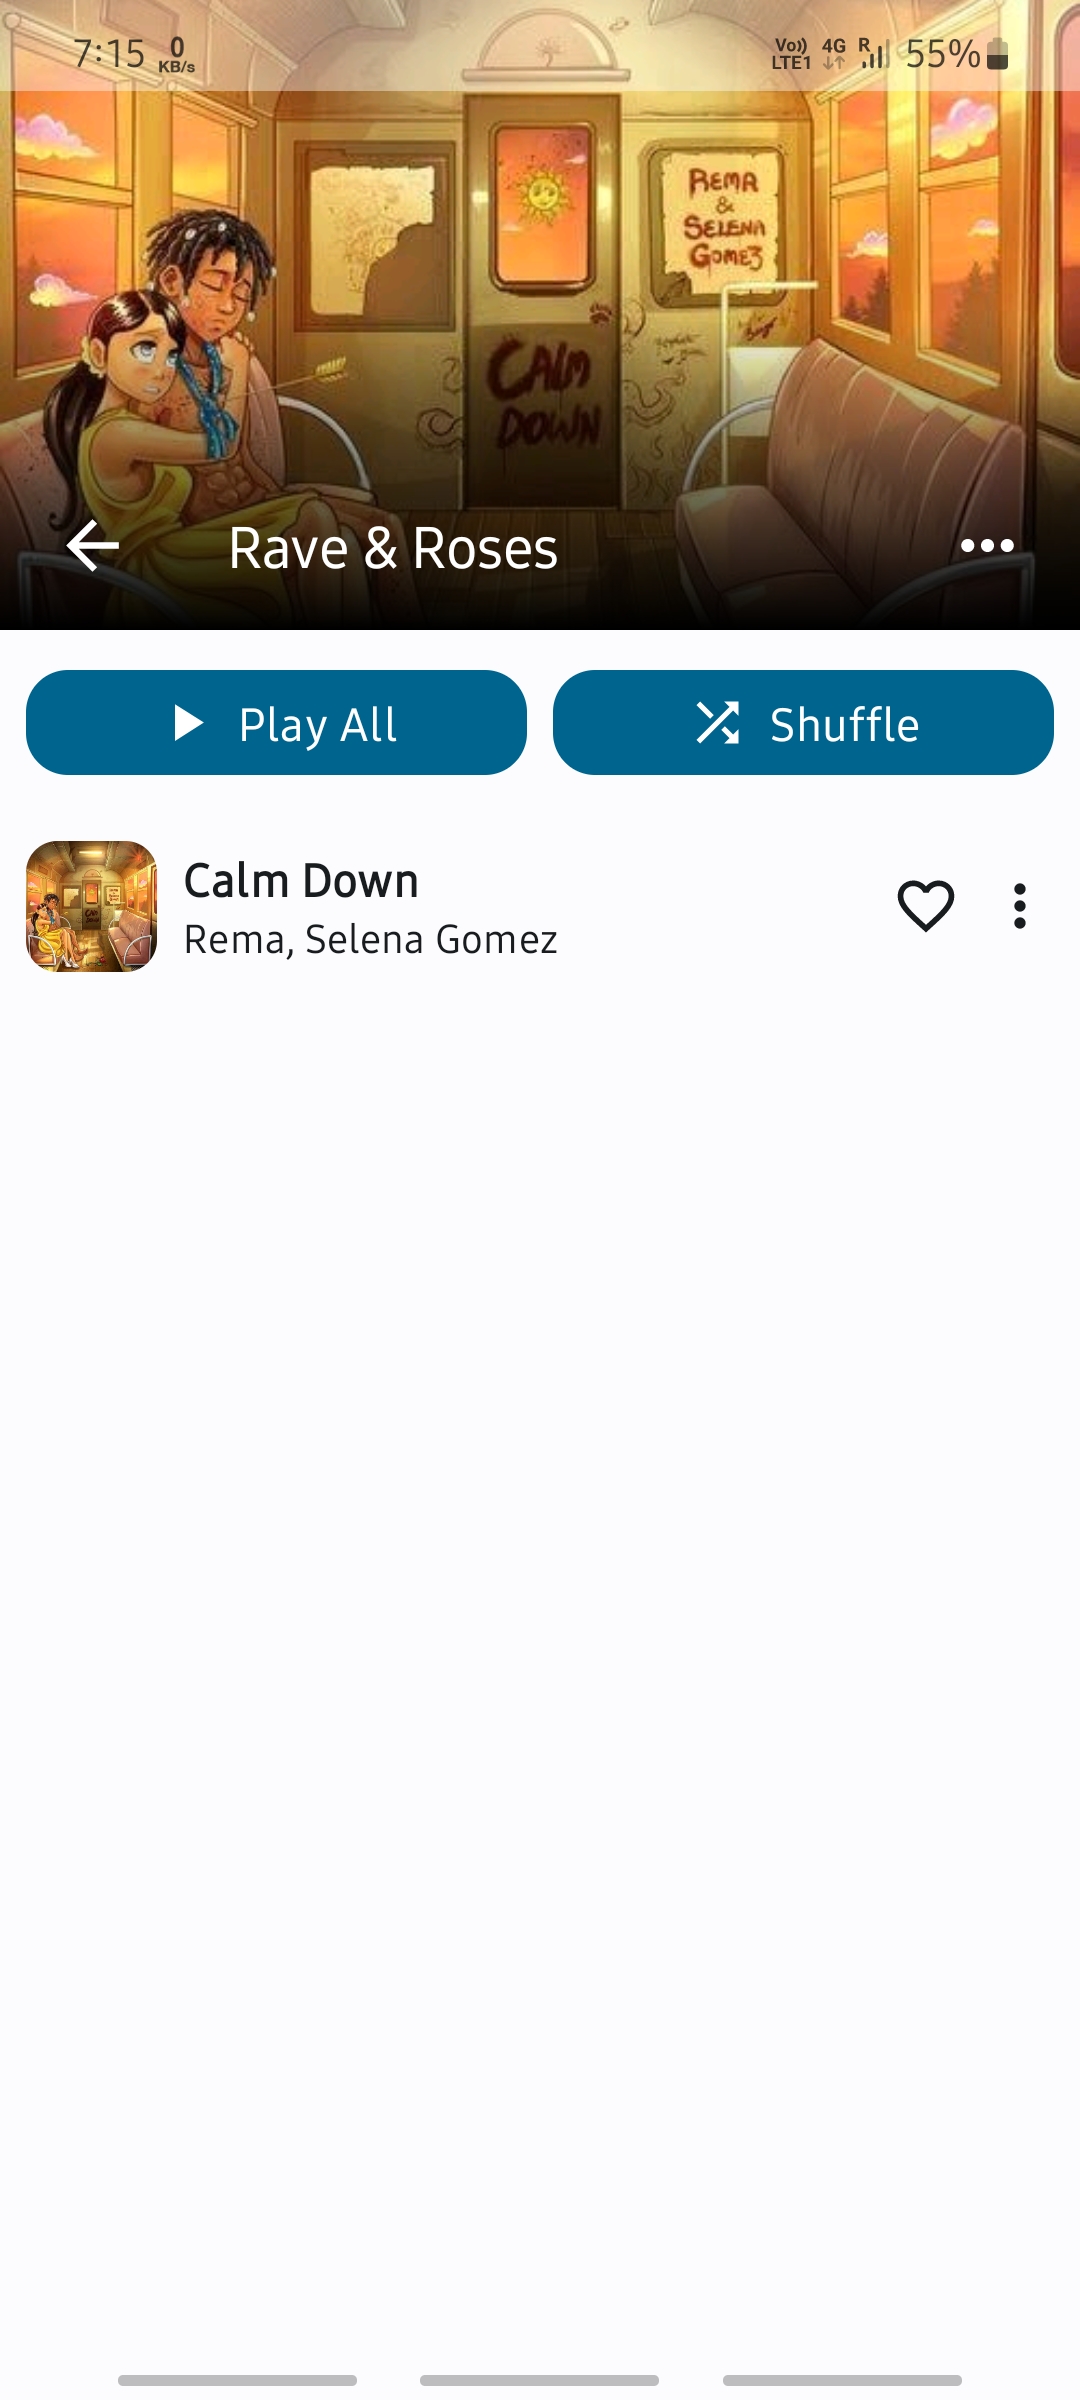 7:15
0
KB/s
Vo))
LTE1
4G
R
55%
REMA
&
SELENA
GOMEZ
CALM
DOWN
Rave & Roses
Play All
Shuffle
Calm Down
Rema, Selena Gomez